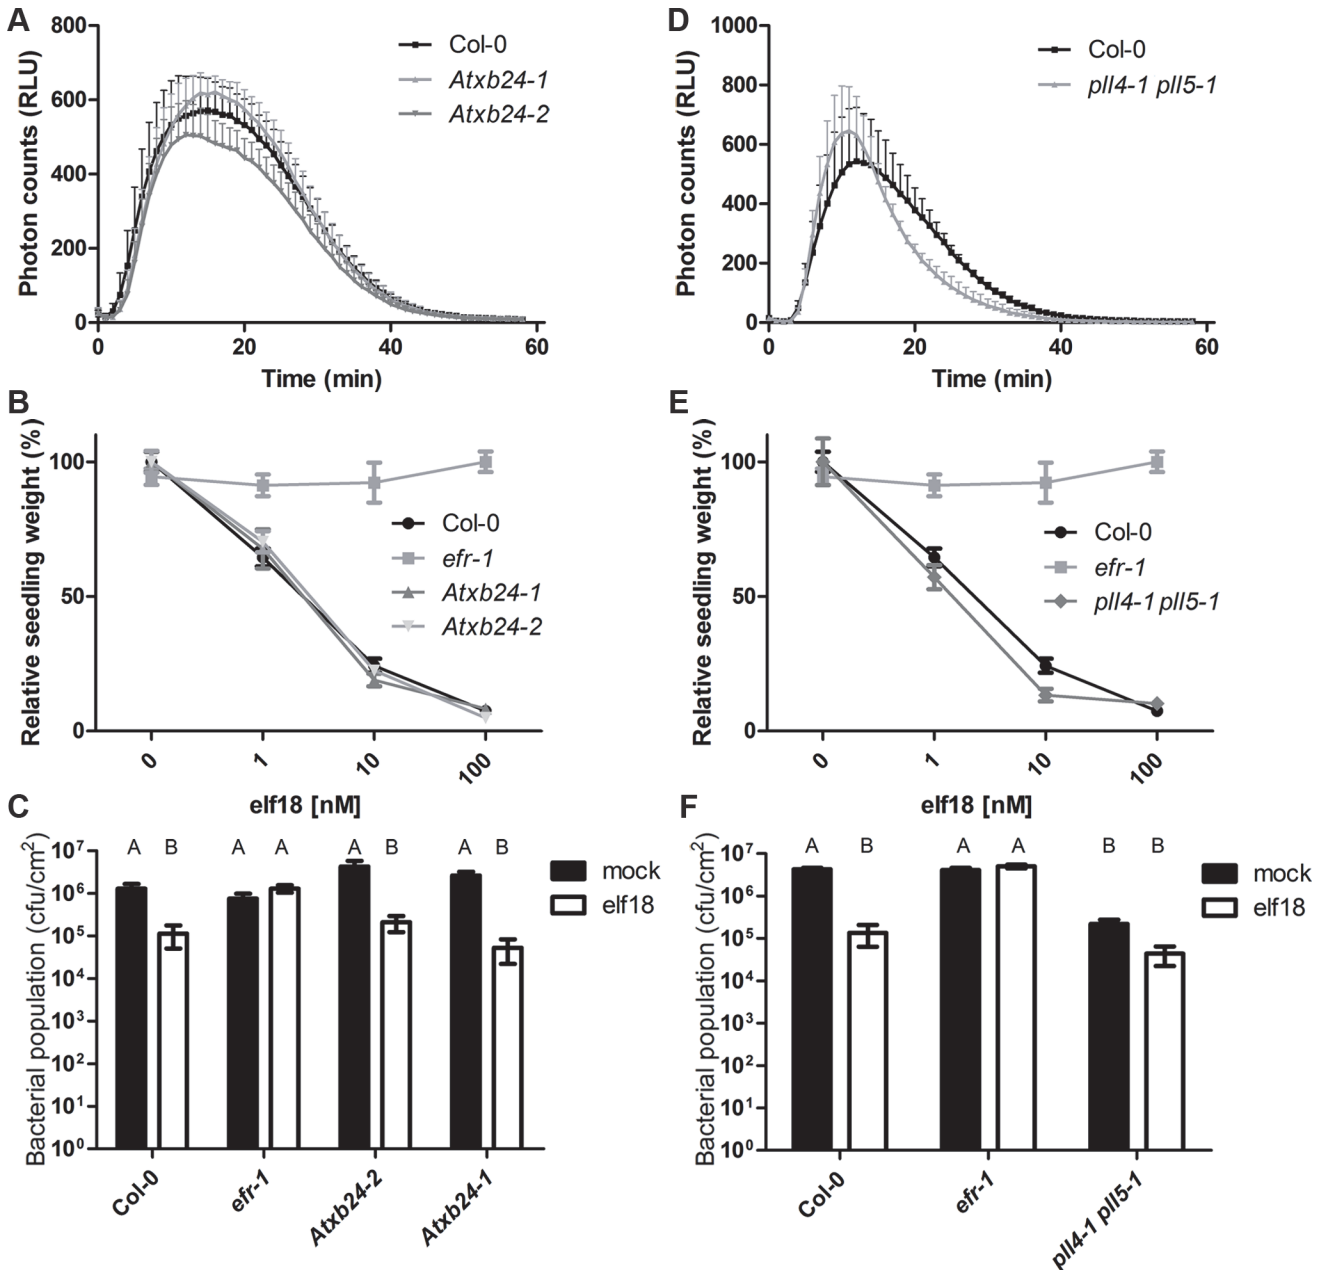 A
Photon counts (RLU)
800
600
400
200
0
0 20 40 60
Time (min)
Col-0
Atxb24-1
Atxb24-2
D
Photon counts (RLU)
1000
800
600
400
200
0
0 20 40 60
Time (min)
Col-0
pll4-1 pll5-1
B
Relative seedling weight (%)
100
50
0
0 1 10 100
elf18 [nM]
Col-0
efr-1
Atxb24-1
Atxb24-2
E
Relative seedling weight (%)
100
50
0
0 1 10 100
elf18 [nM]
Col-0
efr-1
pll4-1 pll5-1
C
Bacterial population (cfu/cm²)
10⁷
10⁶
10⁵
10⁴
10³
10²
10¹
10⁰
A B A A A B A B
mock
elf18
Col-0 efr-1 Atxb24-2 Atxb24-1
F
Bacterial population (cfu/cm²)
10⁷
10⁶
10⁵
10⁴
10³
10²
10¹
10⁰
A B A A B B
mock
elf18
Col-0 efr-1 pll4-1 pll5-1